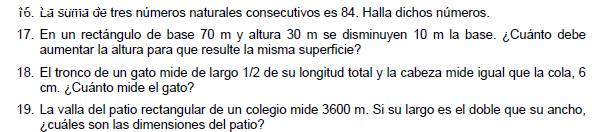 16. La suma de tres números naturales consecutivos es 84. Halla dichos números.
17. En un rectángulo de base 70 m y altura 30 m se disminuyen 10 m la base. ¿Cuánto debe
aumentar la altura para que resulte la misma superficie?
18. El tronco de un gato mide de largo 1/2 de su longitud total y la cabeza mide igual que la cola, 6
cm. ¿Cuánto mide el gato?
19. La valla del patio rectangular de un colegio mide 3600 m. Si su largo es el doble que su ancho,
¿cuáles son las dimensiones del patio?